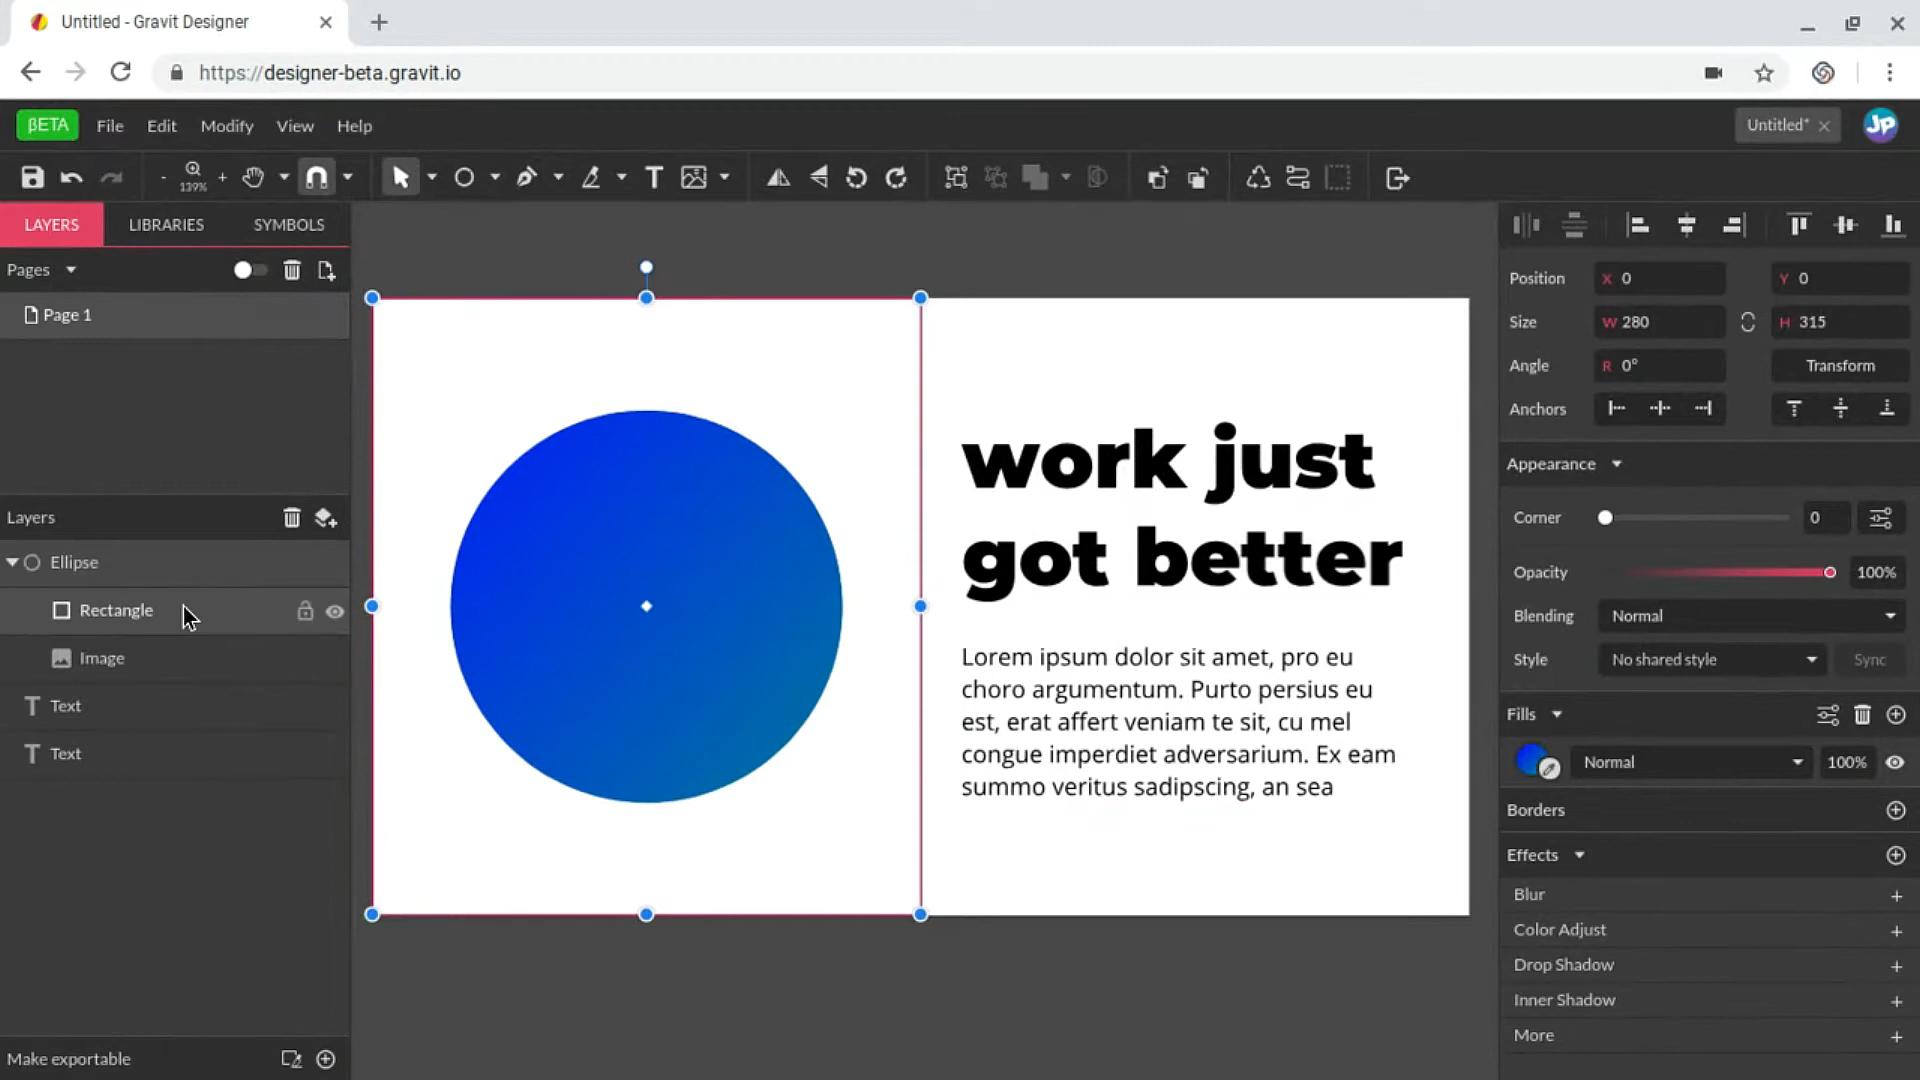 Untitled - Gravit Designer
https://designer-beta.gravit.io
βETA File Edit Modify View Help Untitled*
JP
- 139% +
LAYERS LIBRARIES SYMBOLS
Pages
Page 1
Layers
Ellipse
Rectangle
Image
Text
Text
Make exportable
work just
got better
Lorem ipsum dolor sit amet, pro eu
choro argumentum. Purto persius eu
est, erat affert veniam te sit, cu mel
congue imperdiet adversarium. Ex eam
summo veritus sadipscing, an sea
Position X 0 Y 0
Size W 280 H 315
Angle R 0° Transform
Anchors
Appearance
Corner 0
Opacity 100%
Blending Normal
Style No shared style Sync
Fills
Normal 100%
Borders
Effects
Blur +
Color Adjust +
Drop Shadow +
Inner Shadow +
More +